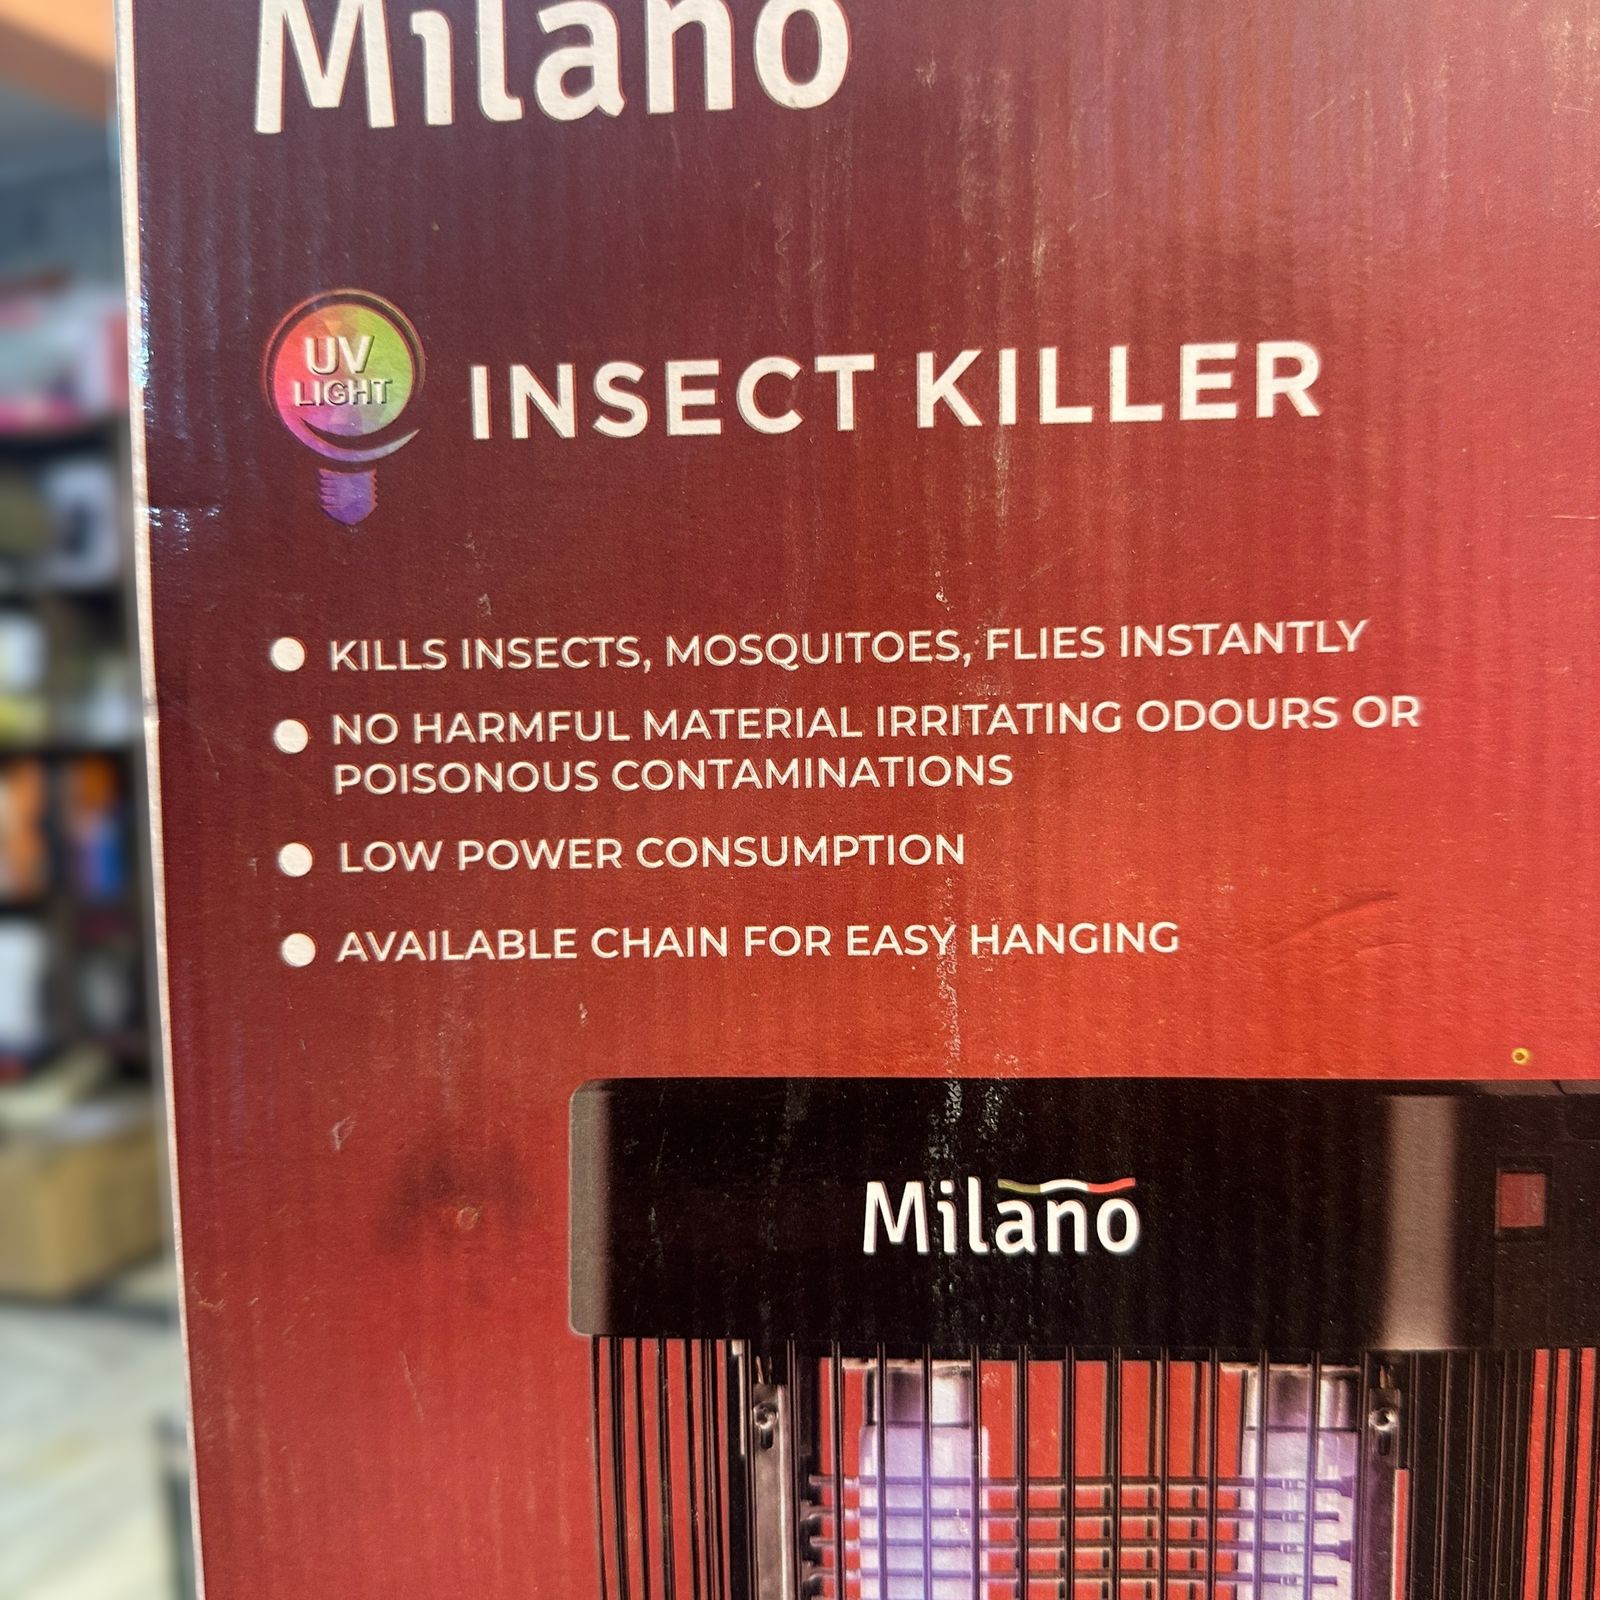 Milano
UV
LIGHT
INSECT KILLER
KILLS INSECTS, MOSQUITOES, FLIES INSTANTLY
NO HARMFUL MATERIAL IRRITATING ODOURS OR
POISONOUS CONTAMINATIONS
LOW POWER CONSUMPTION
AVAILABLE CHAIN FOR EASY HANGING
Milano